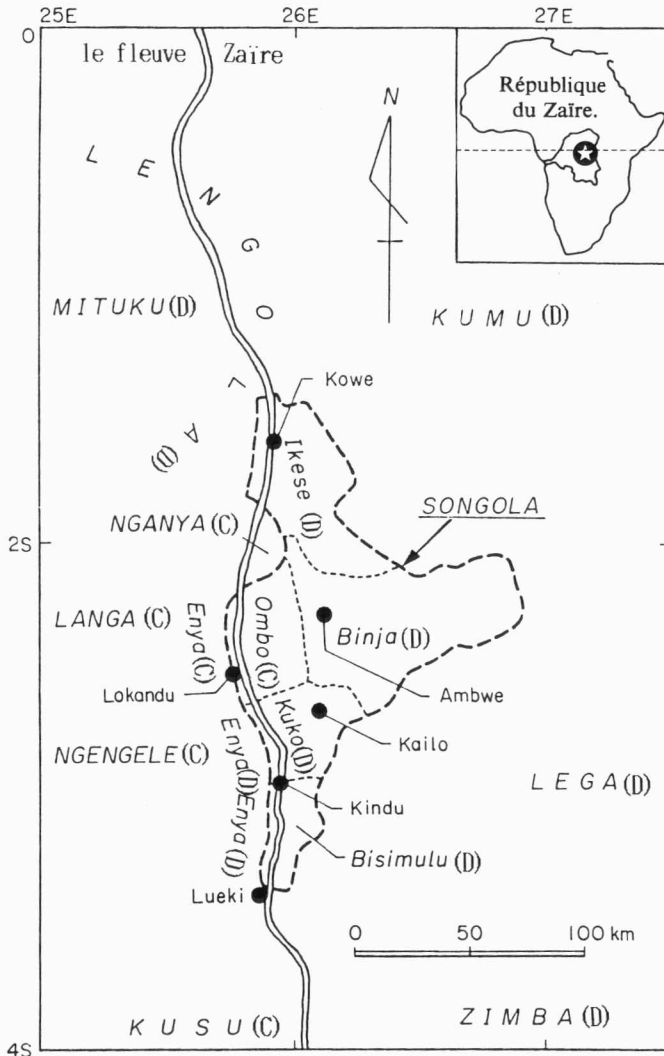 25E 26E 27E
0
le fleuve Zaïre
République
du Zaïre.
N
LENGOLA (D)
MITUKU (D)
KUMU (D)
Kowe
Ikese (D)
NGANYA (C)
SONGOLA
2S
LANGA (C)
Enya (C)
Ombo (C)
Binja (D)
Lokandu
Ambwe
Kuko (D)
Kailo
NGENGELE (C)
Enya (D)
LEGA (D)
Kindu
Enya (D)
Bisimulu (D)
Lueki
0 50 100 km
KUSU (C)
ZIMBA (D)
4S